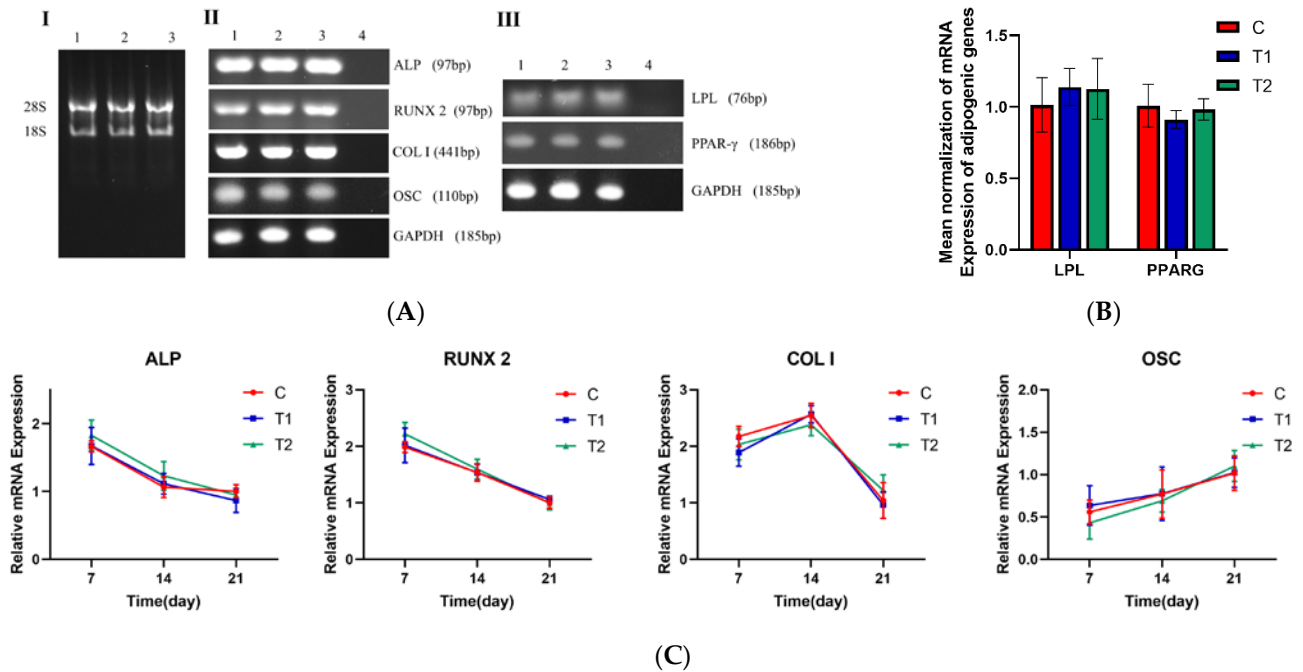 I
1 2 3
28S
18S
II
1 2 3 4
ALP (97bp)
RUNX 2 (97bp)
COL I (441bp)
OSC (110bp)
GAPDH (185bp)
III
1 2 3 4
LPL (76bp)
PPAR-γ (186bp)
GAPDH (185bp)
(A)
Mean normalization of mRNA
Expression of adipogenic genes
1.5
1.0
0.5
0.0
LPL PPARG
C
T1
T2
(B)
ALP
Relative mRNA Expression
2
1
0
7 14 21
Time(day)
C
T1
T2
RUNX 2
Relative mRNA Expression
3
2
1
0
7 14 21
Time(day)
C
T1
T2
COL I
Relative mRNA Expression
3
2
1
0
7 14 21
Time(day)
C
T1
T2
OSC
Relative mRNA Expression
2.0
1.5
1.0
0.5
0.0
7 14 21
Time(day)
C
T1
T2
(C)